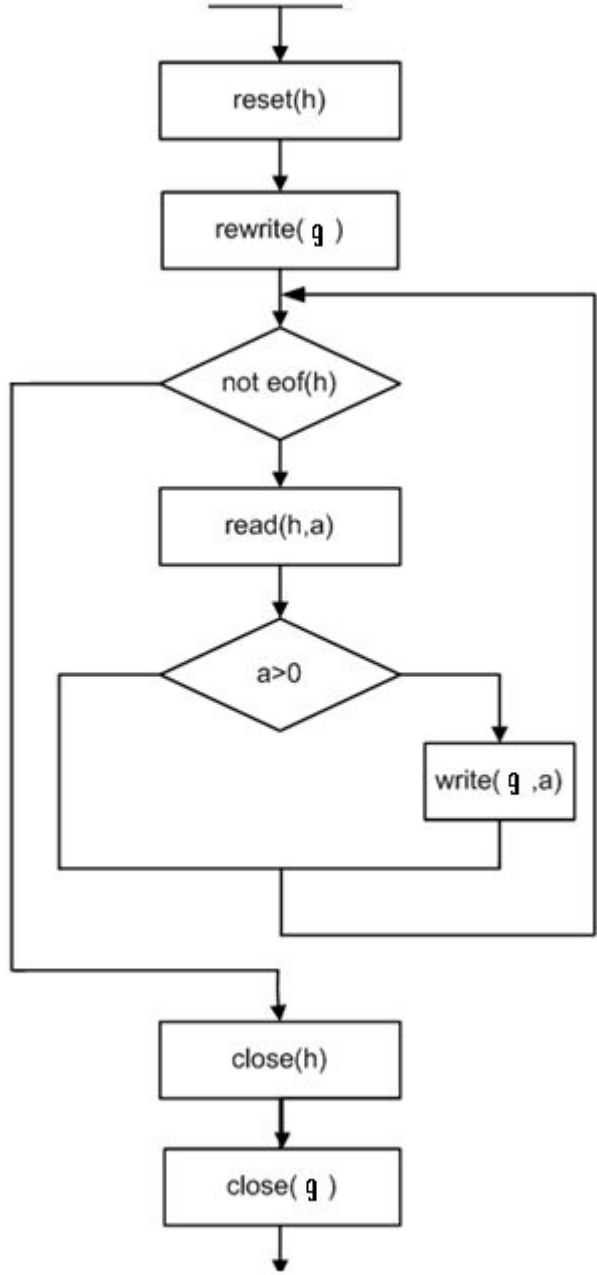 reset(h)
rewrite( g )
not eof(h)
read(h,a)
a>0
write( g ,a)
close(h)
close( g )